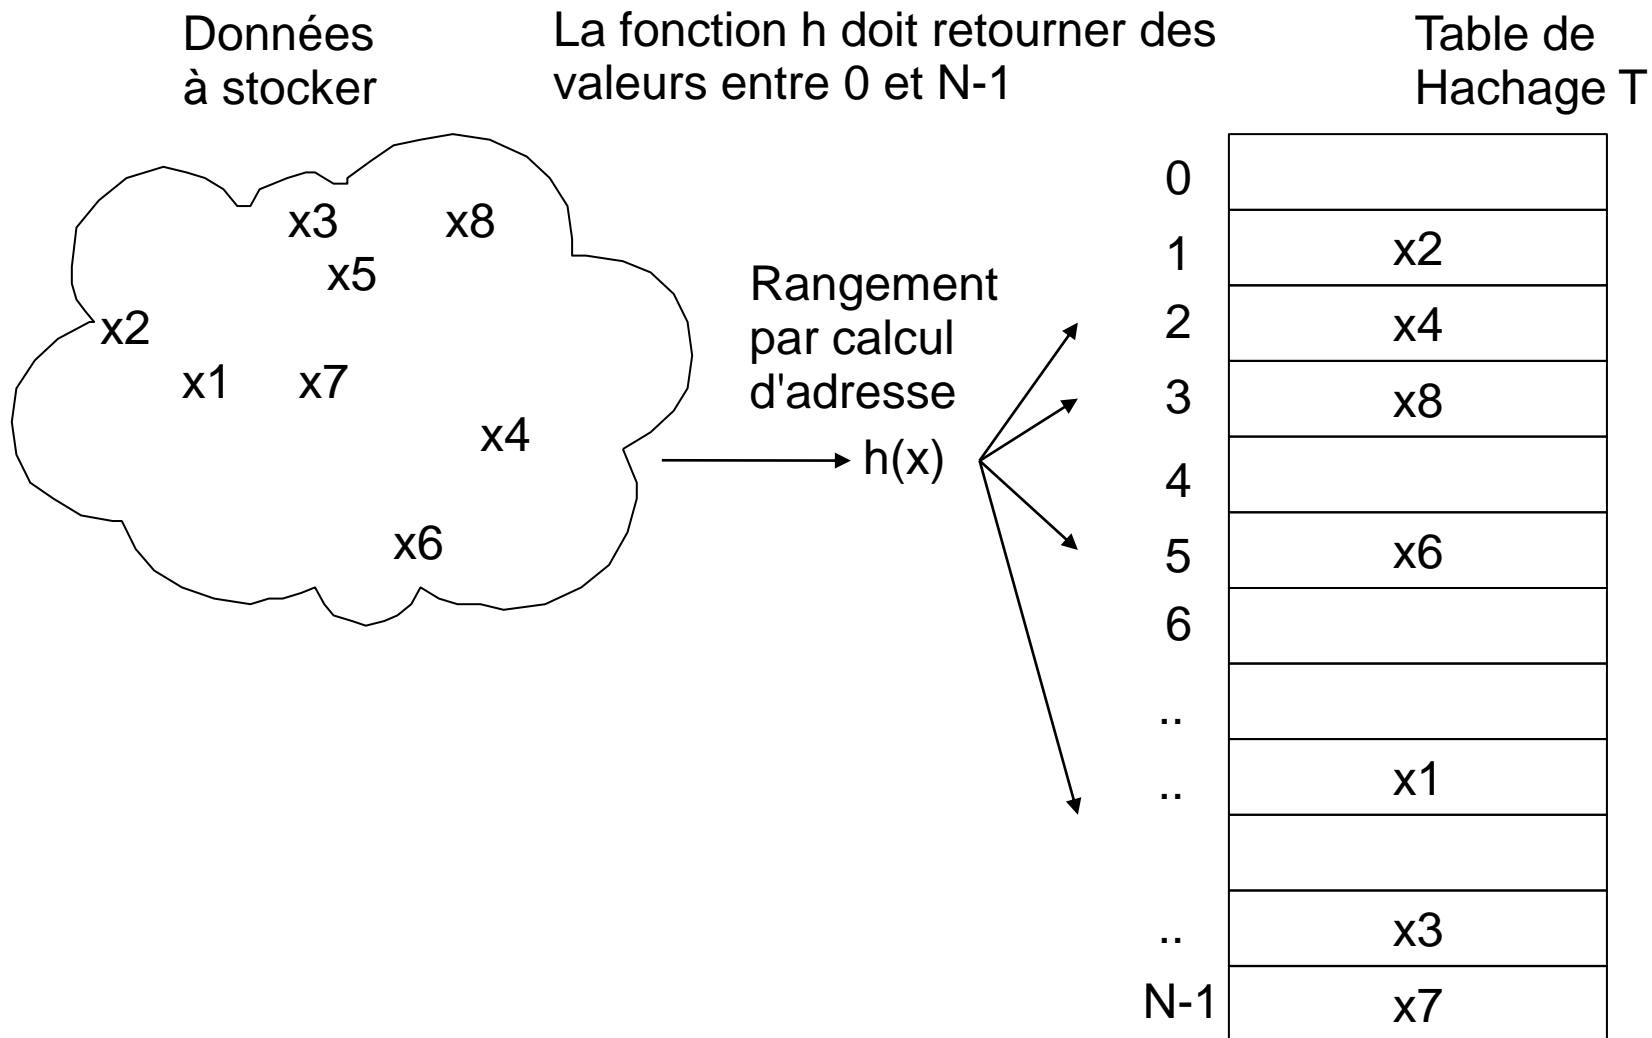 Données
à stocker
La fonction h doit retourner des
valeurs entre 0 et N-1
Table de
Hachage T
x3
x8
x5
x2
x1
x7
x4
x6
Rangement
par calcul
d'adresse
h(x)
0
1 x2
2 x4
3 x8
4
5 x6
6
..
.. x1
.. x3
N-1 x7